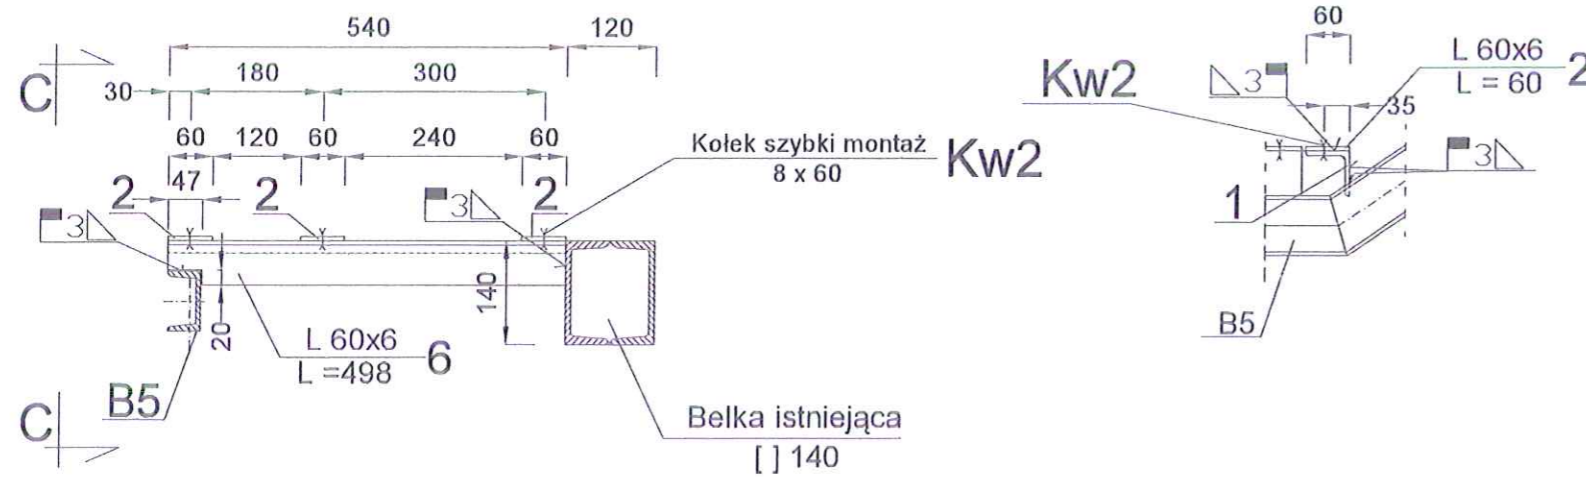 540
120
180
300
30
60
120
60
240
60
47
C
2
2
2
3
3
Kołek szybki montaż
8 x 60
Kw2
140
20
L 60x6
L =498
6
B5
C
Belka istniejąca
[ ] 140
60
Kw2
3
L 60x6
L = 60
2
35
3
1
B5